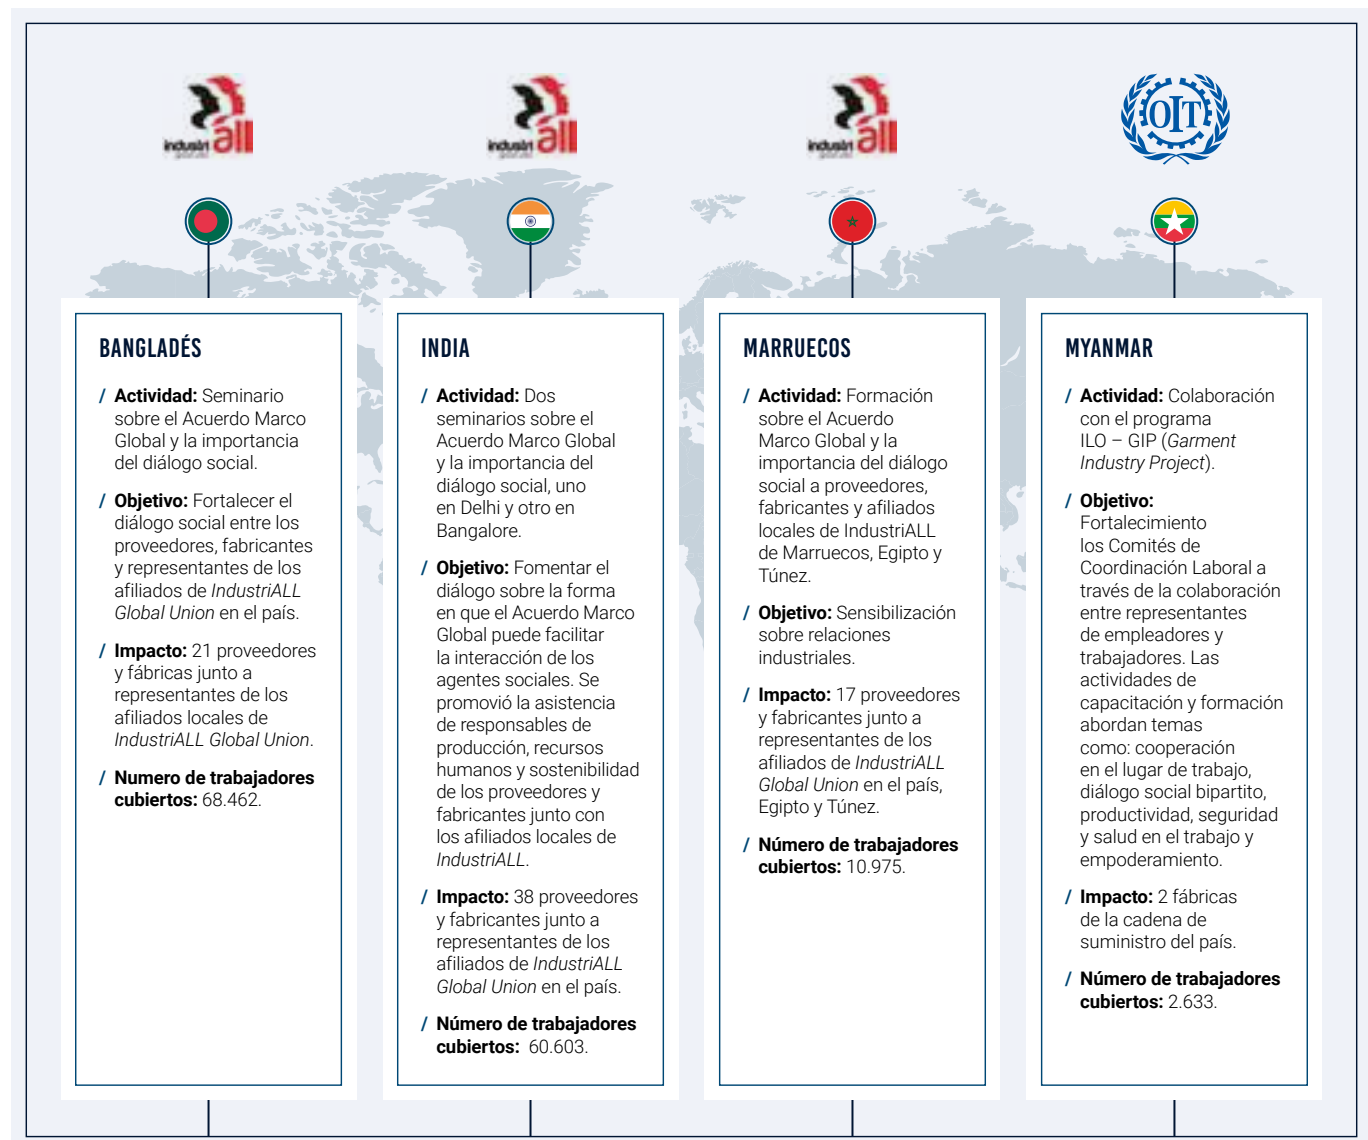 industri all
industri all
industri all
OIT
BANGLADÉS
/ Actividad: Seminario
sobre el Acuerdo Marco
Global y la importancia
del diálogo social.
/ Objetivo: Fortalecer el
diálogo social entre los
proveedores, fabricantes
y representantes de los
afiliados de IndustriALL
Global Union en el país.
/ Impacto: 21 proveedores
y fábricas junto a
representantes de los
afiliados locales de
IndustriALL Global Union.
/ Numero de trabajadores
cubiertos: 68.462.
INDIA
/ Actividad: Dos
seminarios sobre el
Acuerdo Marco Global
y la importancia del
diálogo social, uno
en Delhi y otro en
Bangalore.
/ Objetivo: Fomentar el
diálogo sobre la forma
en que el Acuerdo Marco
Global puede facilitar
la interacción de los
agentes sociales. Se
promovió la asistencia
de responsables de
producción, recursos
humanos y sostenibilidad
de los proveedores y
fabricantes junto con
los afiliados locales de
IndustriALL.
/ Impacto: 38 proveedores
y fabricantes junto a
representantes de los
afiliados de IndustriALL
Global Union en el país.
/ Número de trabajadores
cubiertos: 60.603.
MARRUECOS
/ Actividad: Formación
sobre el Acuerdo
Marco Global y la
importancia del diálogo
social a proveedores,
fabricantes y afiliados
locales de IndustriALL
de Marruecos, Egipto y
Túnez.
/ Objetivo: Sensibilización
sobre relaciones
industriales.
/ Impacto: 17 proveedores
y fabricantes junto a
representantes de los
afiliados de IndustriALL
Global Union en el país,
Egipto y Túnez.
/ Número de trabajadores
cubiertos: 10.975.
MYANMAR
/ Actividad: Colaboración
con el programa
ILO – GIP (Garment
Industry Project).
/ Objetivo:
Fortalecimiento
los Comités de
Coordinación Laboral a
través de la colaboración
entre representantes
de empleadores y
trabajadores. Las
actividades de
capacitación y formación
abordan temas
como: cooperación
en el lugar de trabajo,
diálogo social bipartito,
productividad, seguridad
y salud en el trabajo y
empoderamiento.
/ Impacto: 2 fábricas
de la cadena de
suministro del país.
/ Número de trabajadores
cubiertos: 2.633.